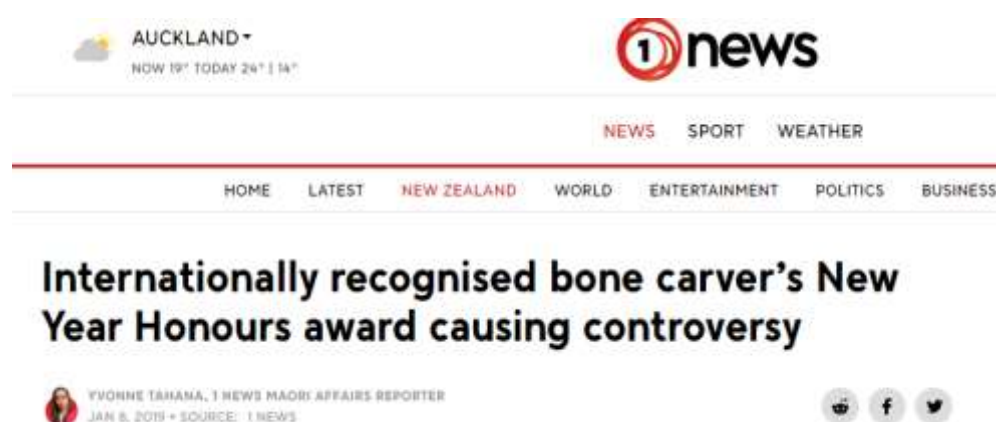 AUCKLAND
NOW 19° TODAY 24° | 14°
1 news
NEWS SPORT WEATHER
HOME LATEST NEW ZEALAND WORLD ENTERTAINMENT POLITICS BUSINESS
Internationally recognised bone carver's New
Year Honours award causing controversy
YVONNE TAHANA, 1 NEWS MAORI AFFAIRS REPORTER
JAN 8, 2019 • SOURCE: 1 NEWS